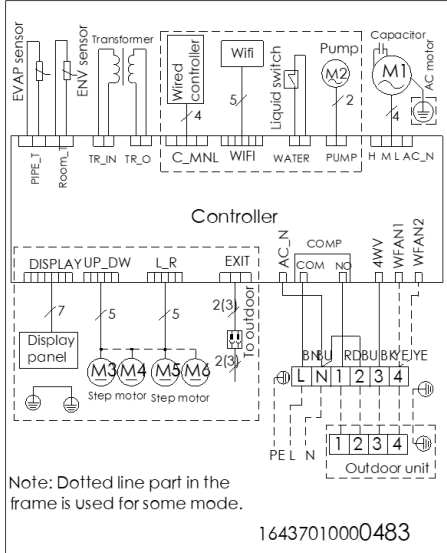 EVAP sensor
ENV sensor
Transformer
Wired controller
Wifi
Liquid switch
Pump
Capacitor
AC motor
M2
M1
4
5
2
4
PIPE_T
Room_T
TR_IN
TR_O
C_MNL
WIFI
WATER
PUMP
H M L AC_N
Controller
DISPLAY
UP_DW
L_R
EXIT
AC_N
COMP
COM
NO
4WV
WFAN1
WFAN2
7
5
5
2(3)
To outdoor
2(3)
Display panel
M3
M4
M5
M6
Step motor
Step motor
BN
BU
RD
BU
BK
YE
YE
L N 1 2 3 4
PE L N
1 2 3 4
Outdoor unit
Note: Dotted line part in the
frame is used for some mode.
16437010000483